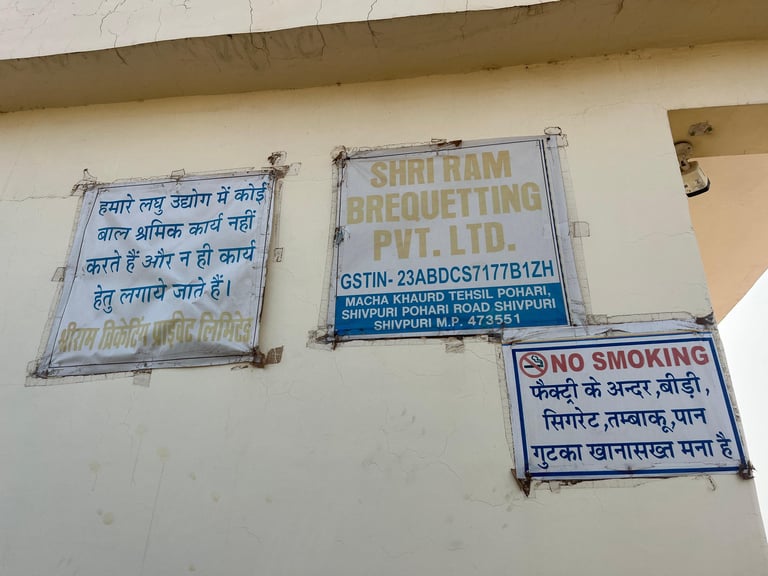 हमारे लघु उद्योग में कोई
बाल श्रमिक कार्य नहीं
करते हैं और न ही कार्य
हेतु लगाये जाते हैं।
श्रीराम व्रिकेटिंग प्राइवेट लिमिटेड
SHRI RAM
BREQUETTING
PVT. LTD.
GSTIN- 23ABDCS7177B1ZH
MACHA KHAURD TEHSIL POHARI,
SHIVPURI POHARI ROAD SHIVPURI
SHIVPURI M.P. 473551
NO SMOKING
फैक्ट्री के अन्दर,बीड़ी,
सिगरेट,तम्बाकू,पान
गुटका खानासख्त मना है